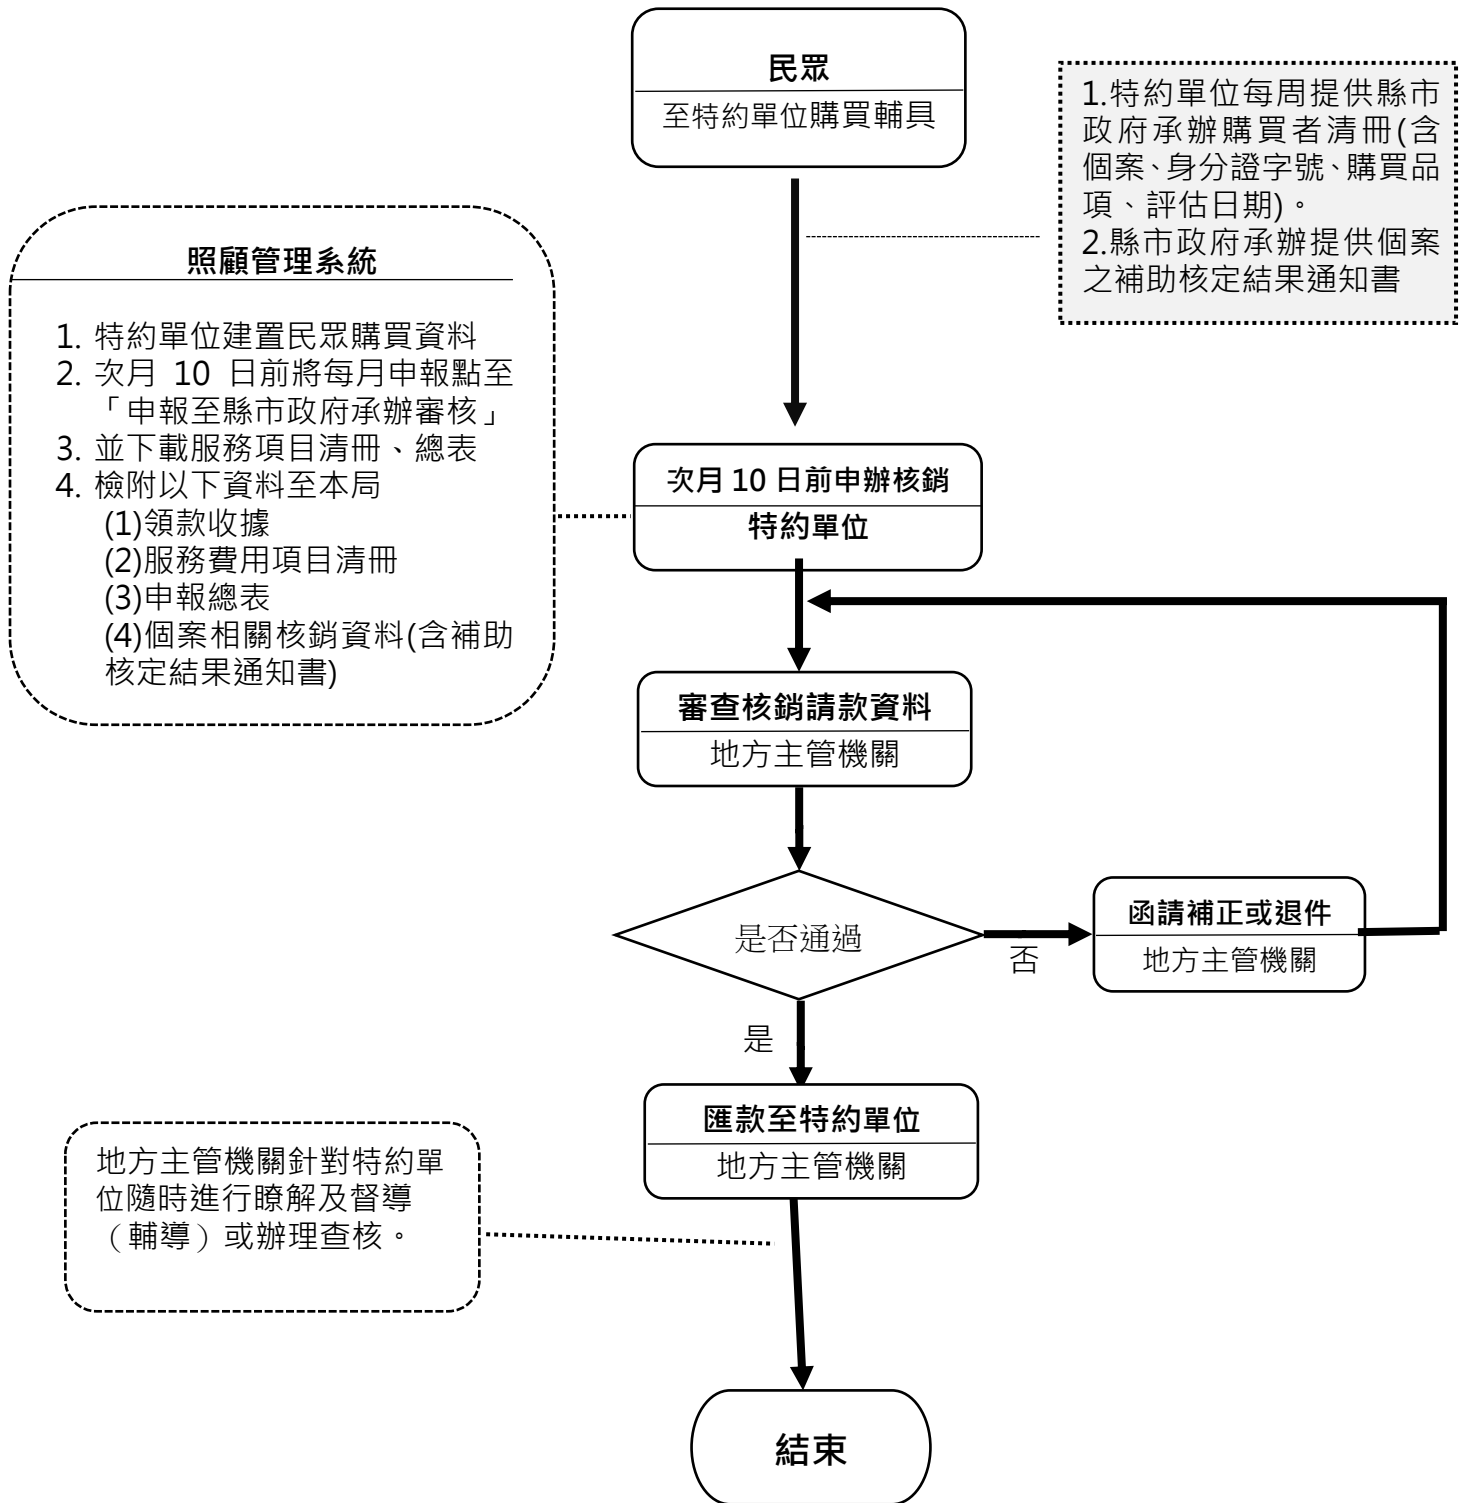 民眾
至特約單位購買輔具
1.特約單位每周提供縣市
政府承辦購買者清冊(含
個案、身分證字號、購買品
項、評估日期)。
2.縣市政府承辦提供個案
之補助核定結果通知書
照顧管理系統
1. 特約單位建置民眾購買資料
2. 次月 10 日前將每月申報點至
「申報至縣市政府承辦審核」
3. 並下載服務項目清冊、總表
4. 檢附以下資料至本局
(1)領款收據
(2)服務費用項目清冊
(3)申報總表
(4)個案相關核銷資料(含補助
核定結果通知書)
次月 10 日前申辦核銷
特約單位
審查核銷請款資料
地方主管機關
是否通過
否
函請補正或退件
地方主管機關
是
匯款至特約單位
地方主管機關
地方主管機關針對特約單
位隨時進行瞭解及督導
（輔導）或辦理查核。
結束